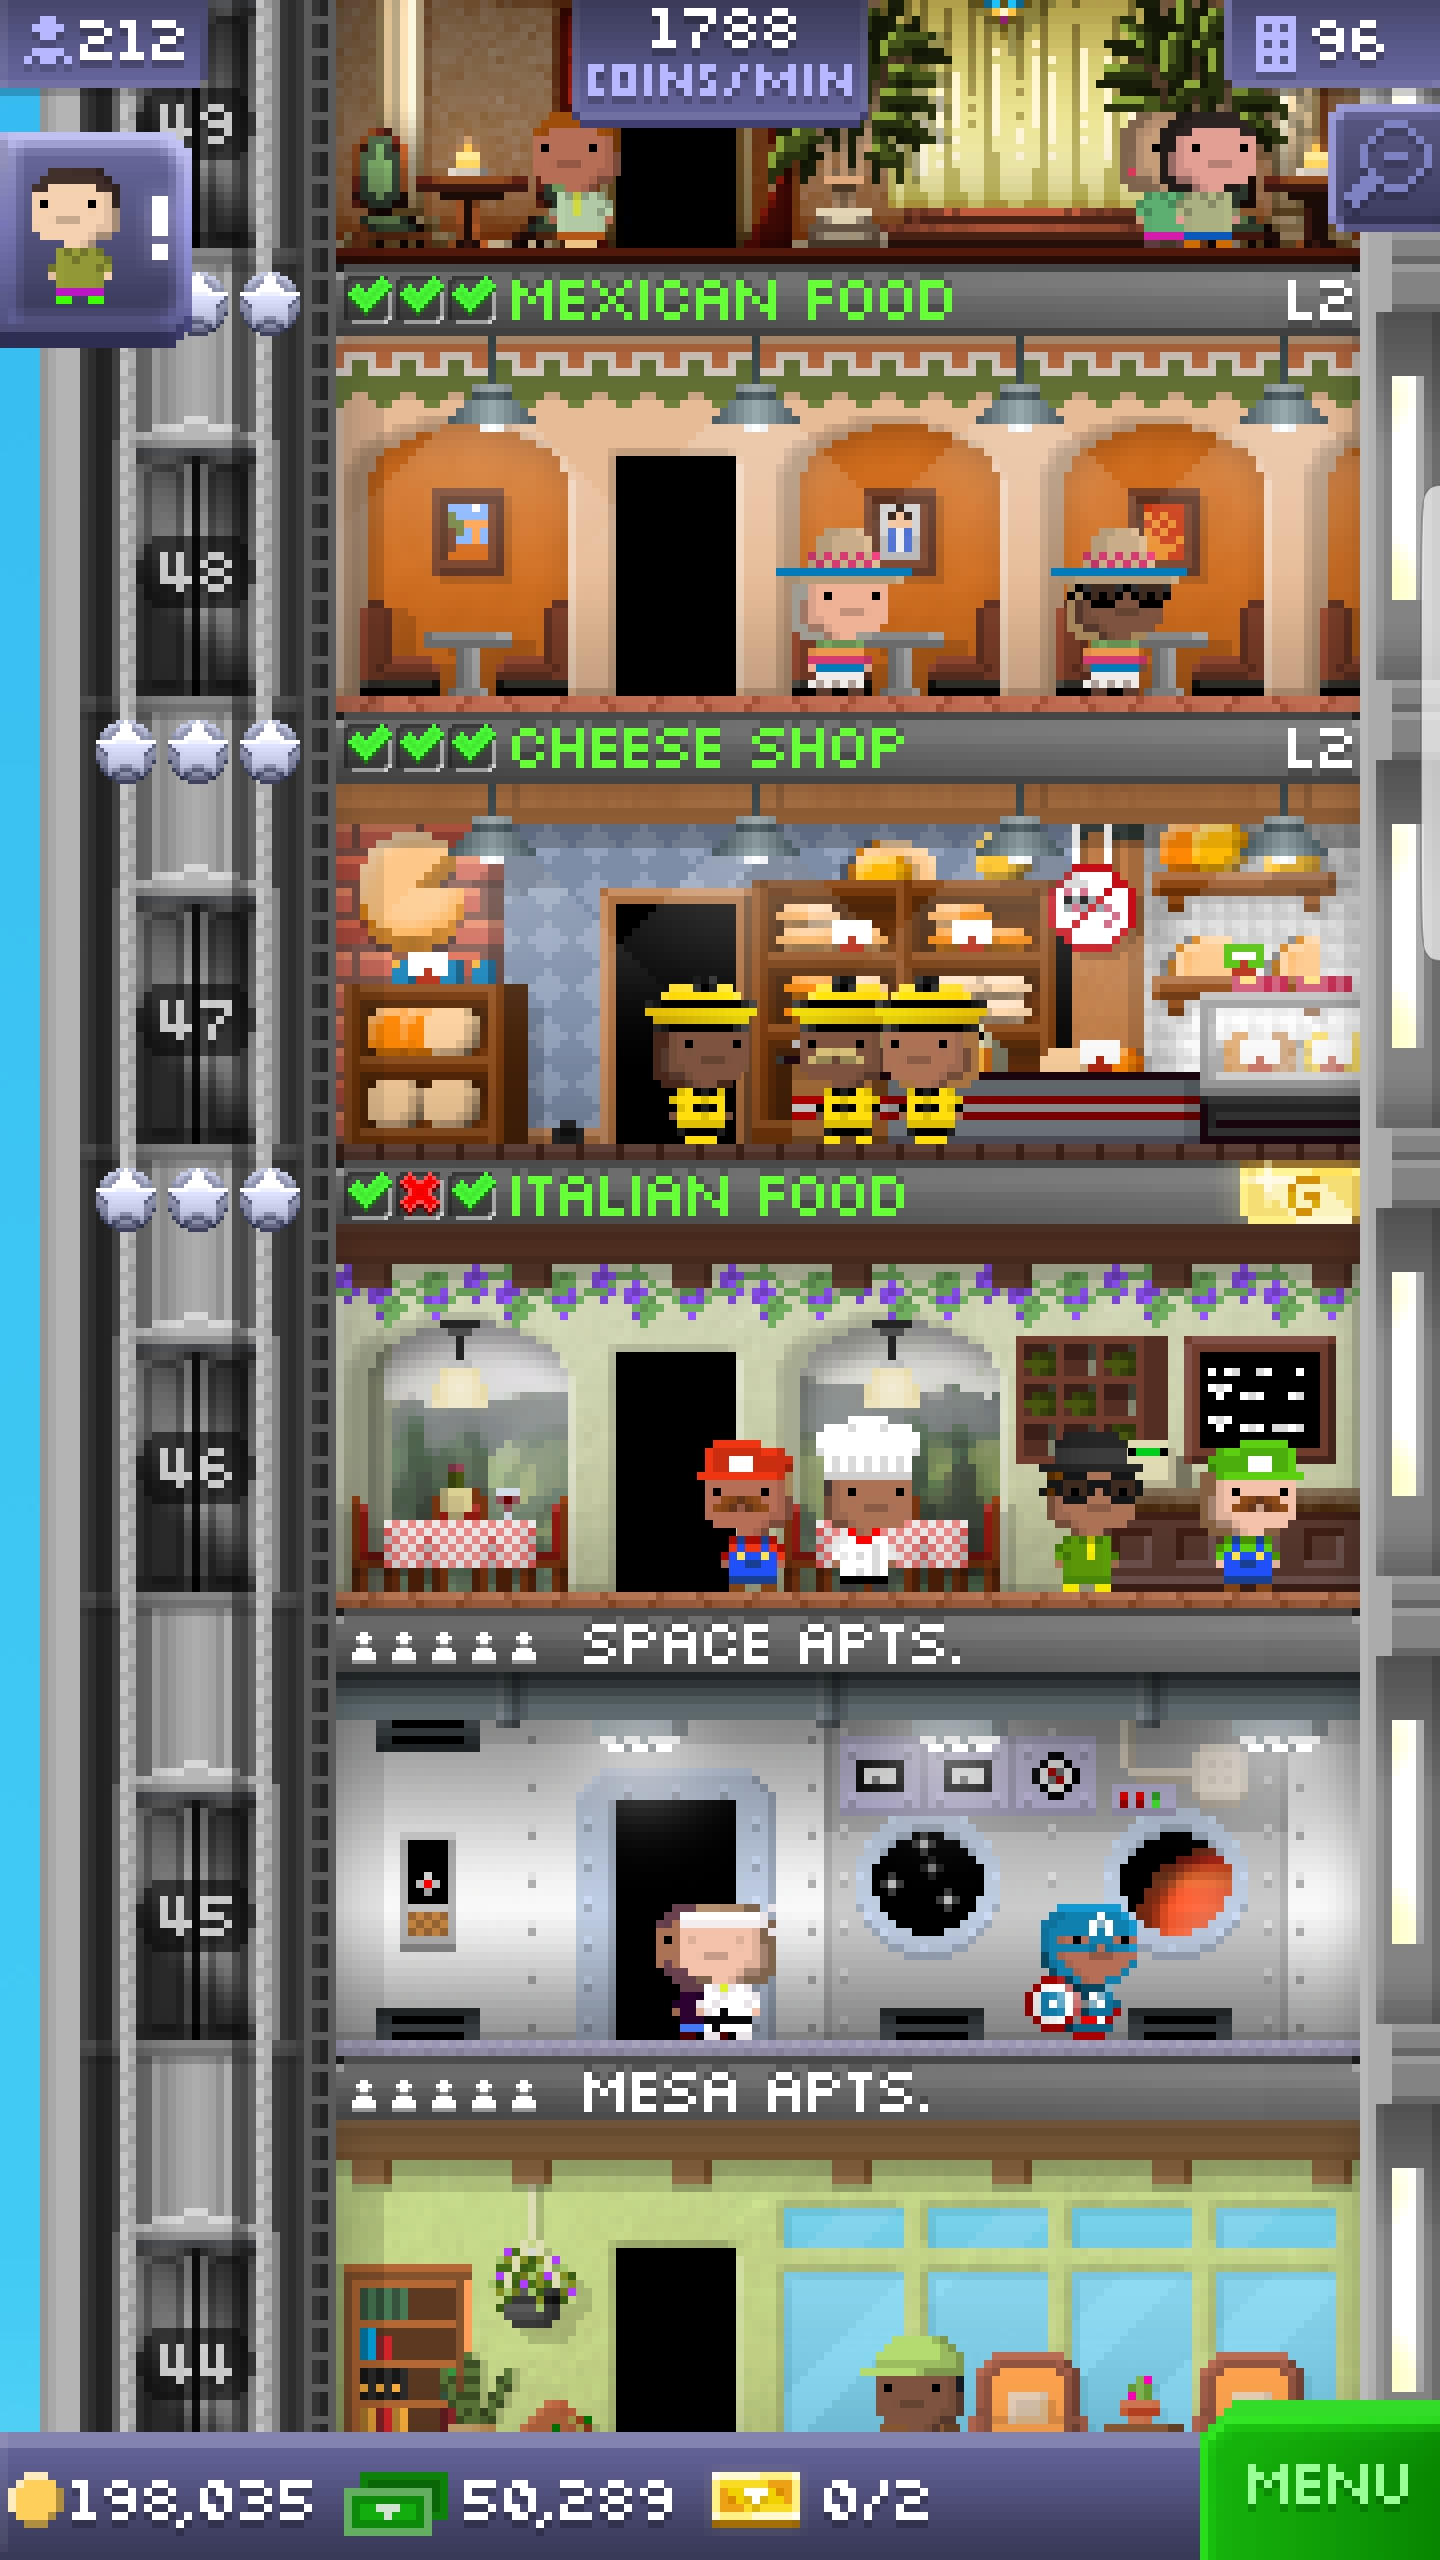 212
1788
COINS/MIN
96
49
!
MEXICAN FOOD L2
48
CHEESE SHOP L2
47
ITALIAN FOOD G
46
SPACE APTS.
45
MESA APTS.
44
198,035 50,289 0/2 MENU